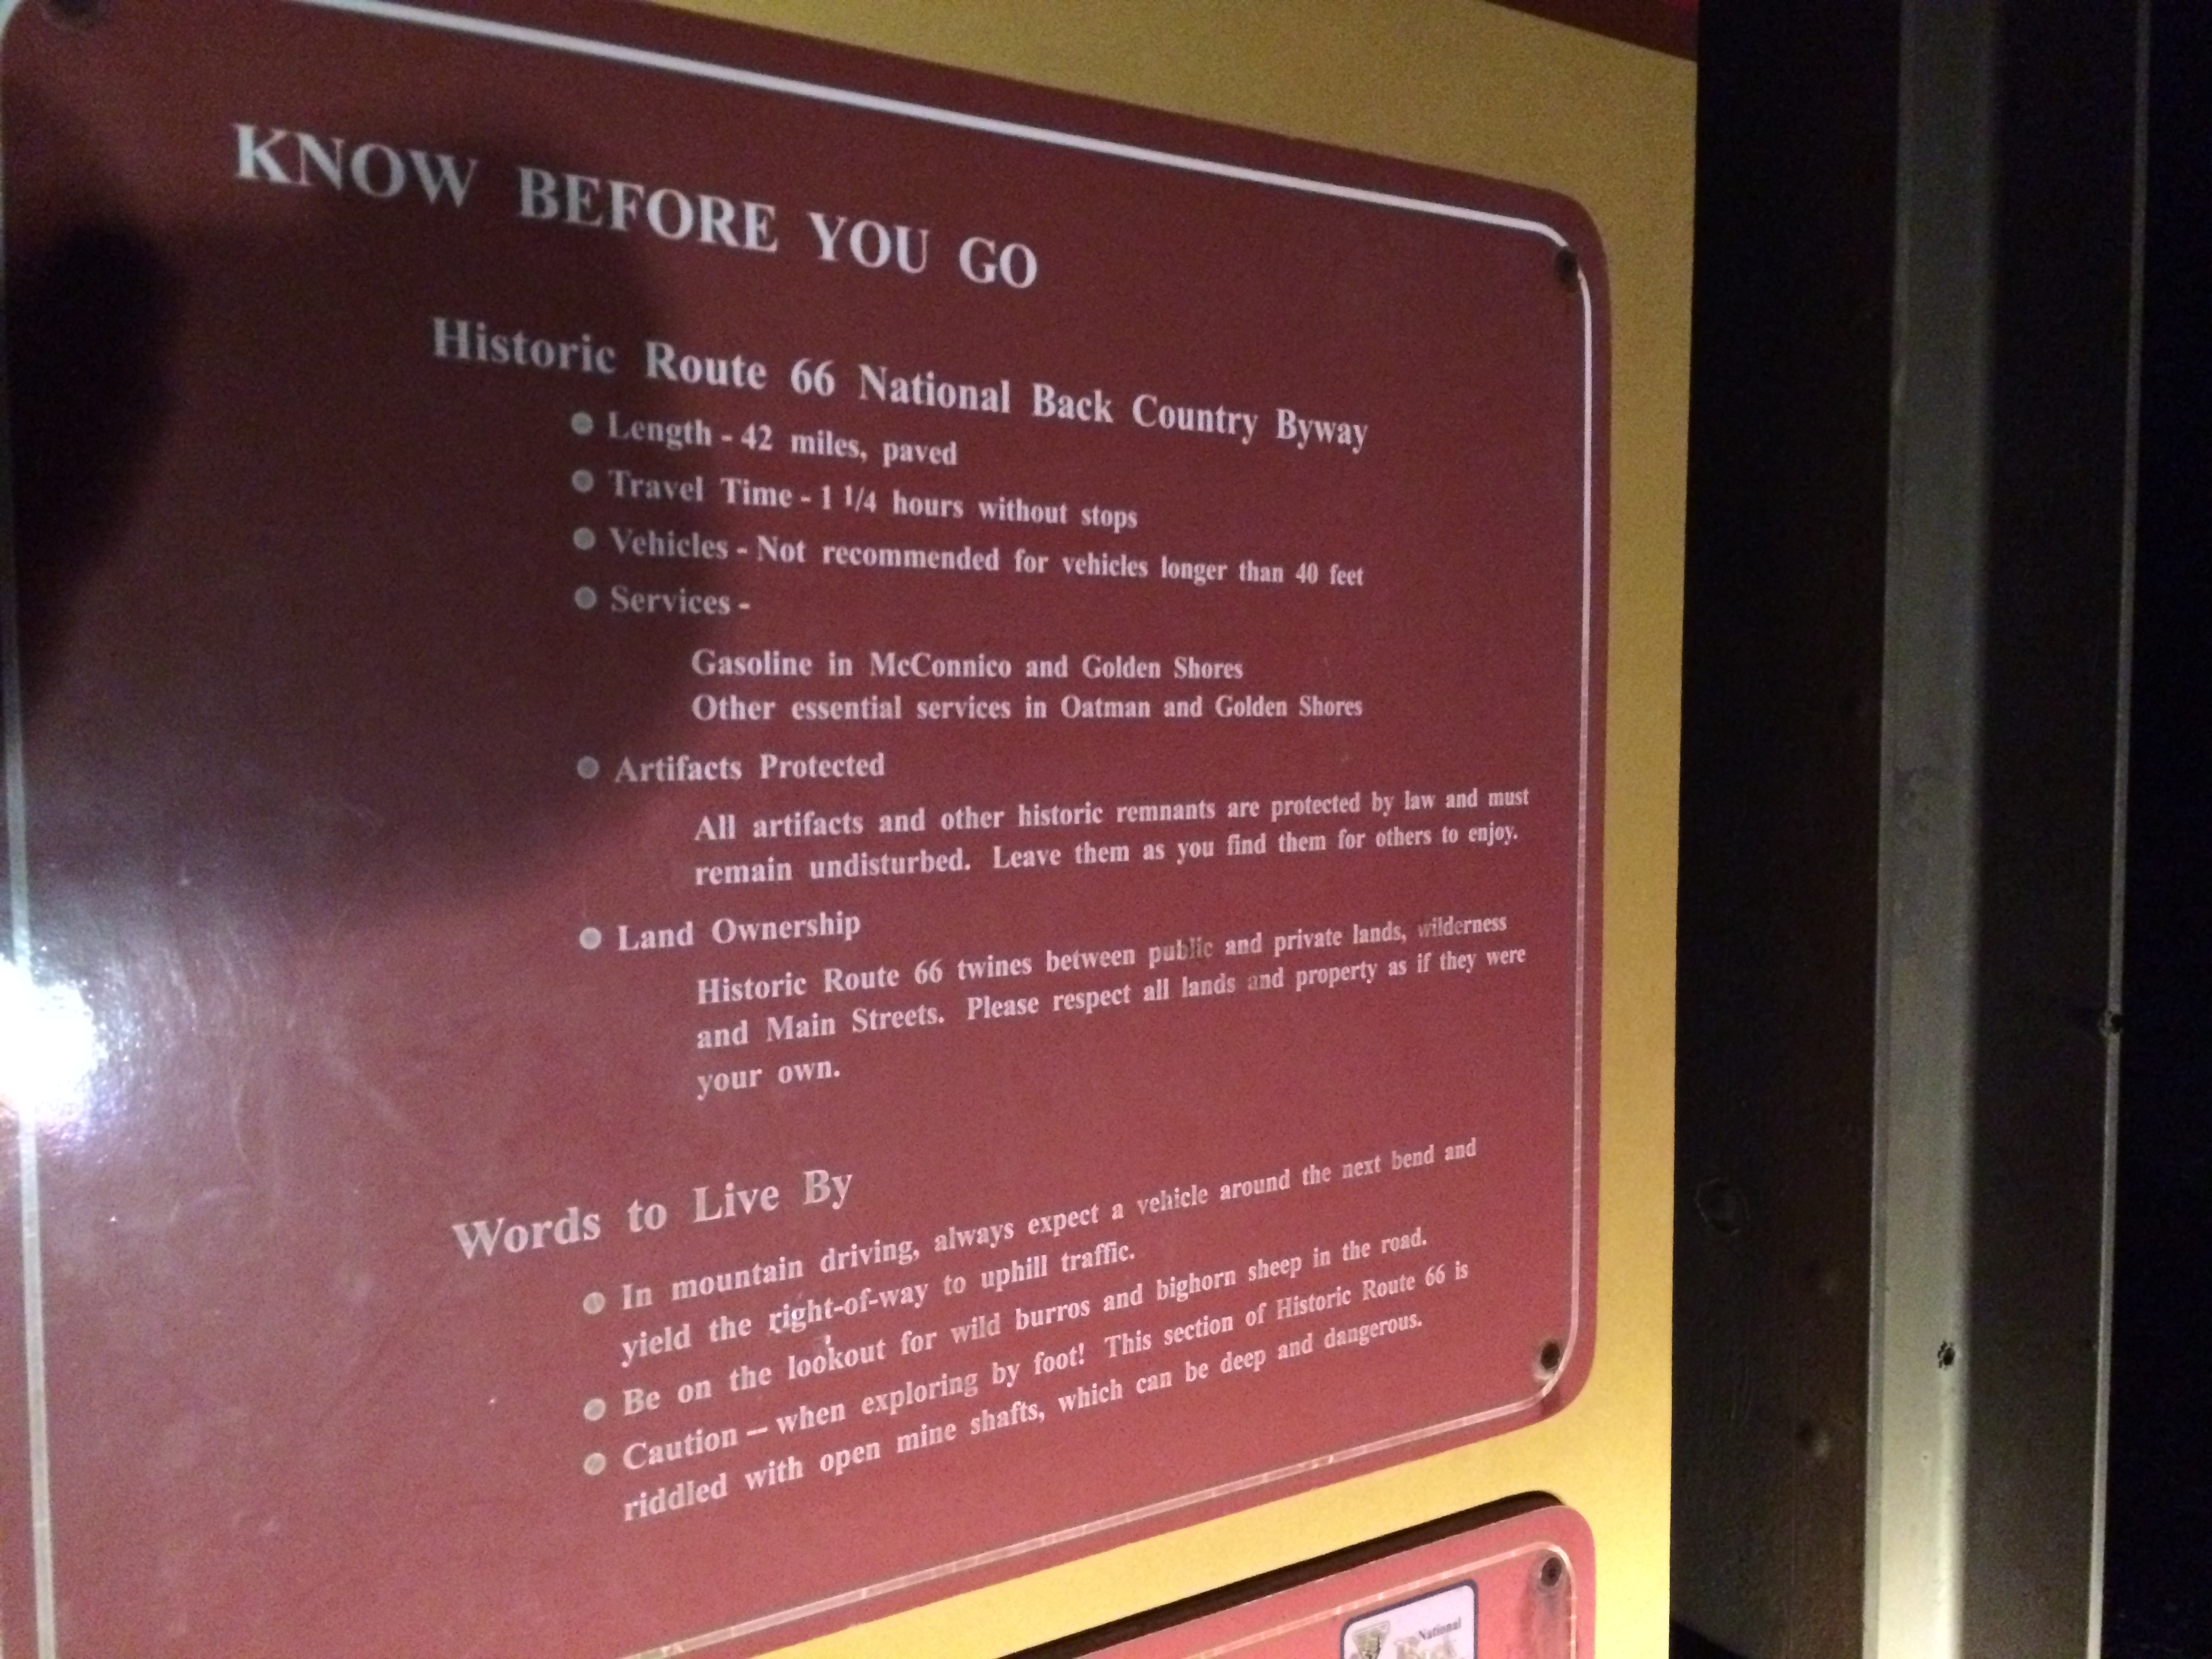 KNOW BEFORE YOU GO
Historic Route 66 National Back Country Byway
● Length - 42 miles, paved
● Travel Time - 1 1/4 hours without stops
● Vehicles - Not recommended for vehicles longer than 40 feet
● Services -
Gasoline in McConnico and Golden Shores
Other essential services in Oatman and Golden Shores
● Artifacts Protected
All artifacts and other historic remnants are protected by law and must
remain undisturbed. Leave them as you find them for others to enjoy.
● Land Ownership
Historic Route 66 twines between public and private lands, wilderness
and Main Streets. Please respect all lands and property as if they were
your own.
Words to Live By
● In mountain driving, always expect a vehicle around the next bend and
yield the right-of-way to uphill traffic.
● Be on the lookout for wild burros and bighorn sheep in the road.
● Caution -- when exploring by foot! This section of Historic Route 66 is
riddled with open mine shafts, which can be deep and dangerous.
National